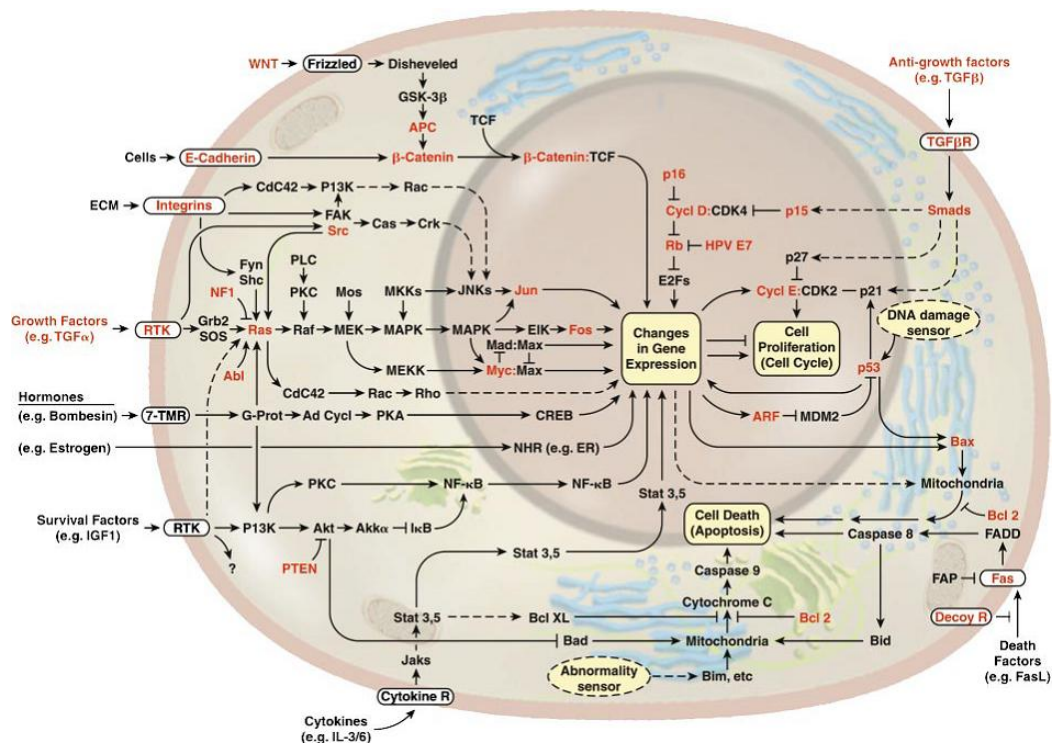 WNT
Frizzled
Disheveled
GSK-3β
APC
TCF
Cells
E-Cadherin
β-Catenin
β-Catenin:TCF
Anti-growth factors
(e.g. TGFβ)
TGFβR
CdC42
P13K
Rac
ECM
Integrins
FAK
Src
Cas
Crk
p16
Cycl D:CDK4
p15
Smads
Rb
HPV E7
E2Fs
p27
Cycl E:CDK2
p21
Fyn
Shc
NF1
PLC
PKC
Mos
MKKs
JNKs
Jun
Growth Factors
(e.g. TGFα)
RTK
Grb2
SOS
Ras
Raf
MEK
MAPK
MAPK
ElK
Fos
Mad:Max
MEKK
Myc:Max
Abl
CdC42
Rac
Rho
Changes
in Gene
Expression
Cell
Proliferation
(Cell Cycle)
DNA damage
sensor
p53
Hormones
(e.g. Bombesin)
7-TMR
G-Prot
Ad Cycl
PKA
CREB
ARF
MDM2
(e.g. Estrogen)
NHR (e.g. ER)
Bax
Mitochondria
PKC
NF-κB
NF-κB
Stat 3,5
Cell Death
(Apoptosis)
Bcl 2
Survival Factors
(e.g. IGF1)
RTK
P13K
Akt
Akkα
IκB
Caspase 8
FADD
?
PTEN
Stat 3,5
Caspase 9
FAP
Fas
Cytochrome C
Stat 3,5
Bcl XL
Bcl 2
Decoy R
Bad
Mitochondria
Bid
Death
Factors
(e.g. FasL)
Jaks
Abnormality
sensor
Bim, etc
Cytokine R
Cytokines
(e.g. IL-3/6)